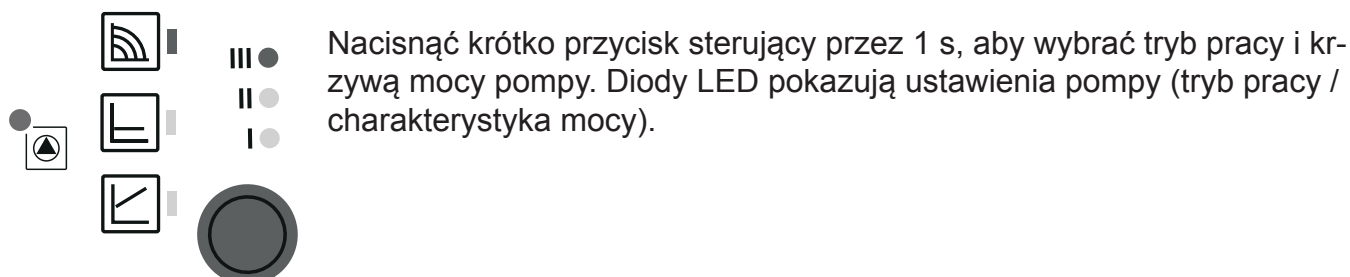 III
II
I
Nacisnąć krótko przycisk sterujący przez 1 s, aby wybrać tryb pracy i kr-
zywą mocy pompy. Diody LED pokazują ustawienia pompy (tryb pracy /
charakterystyka mocy).